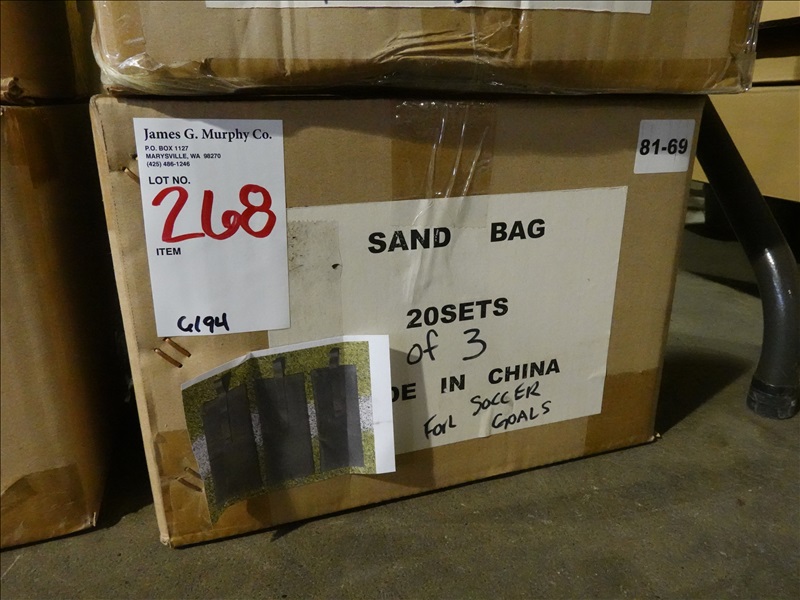 James G. Murphy Co.
P.O. BOX 1127
MARYSVILLE, WA 98270
(425) 486-1246
LOT NO.
268
ITEM
6194
81-69
SAND BAG
20SETS
of 3
DE IN CHINA
FOR SOCCER
GOALS